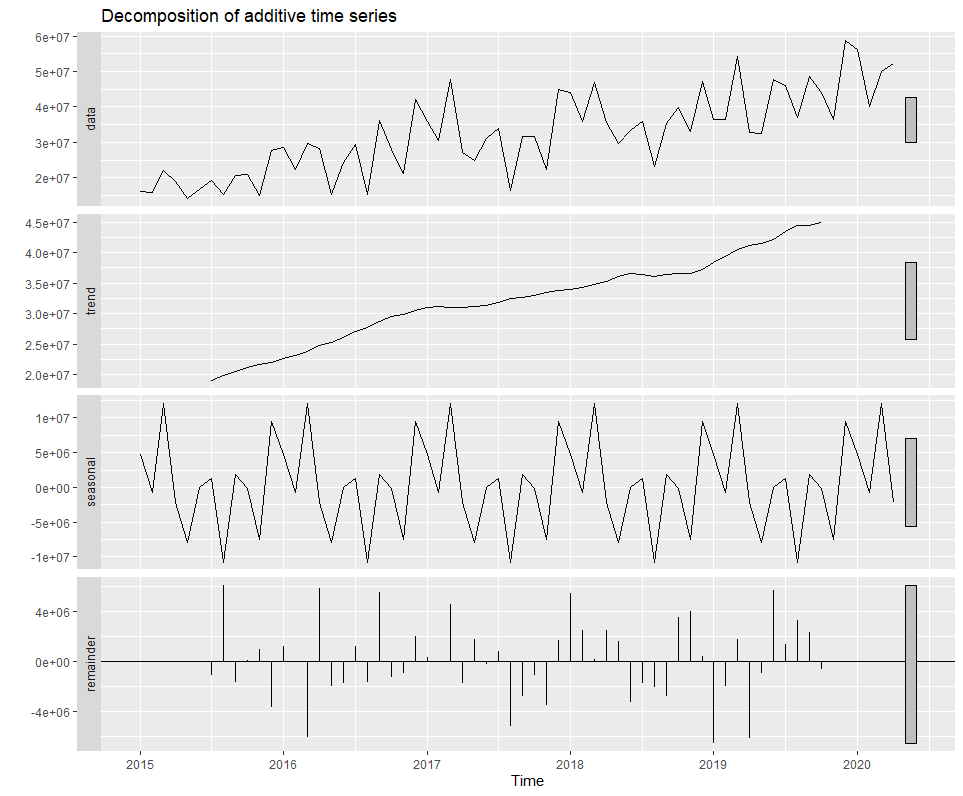 Decomposition of additive time series
6e+07
5e+07
4e+07
3e+07
2e+07
data
4.5e+07
4.0e+07
3.5e+07
3.0e+07
2.5e+07
2.0e+07
trend
1e+07
5e+06
0e+00
-5e+06
-1e+07
seasonal
4e+06
0e+00
-4e+06
remainder
2015 2016 2017 2018 2019 2020
Time